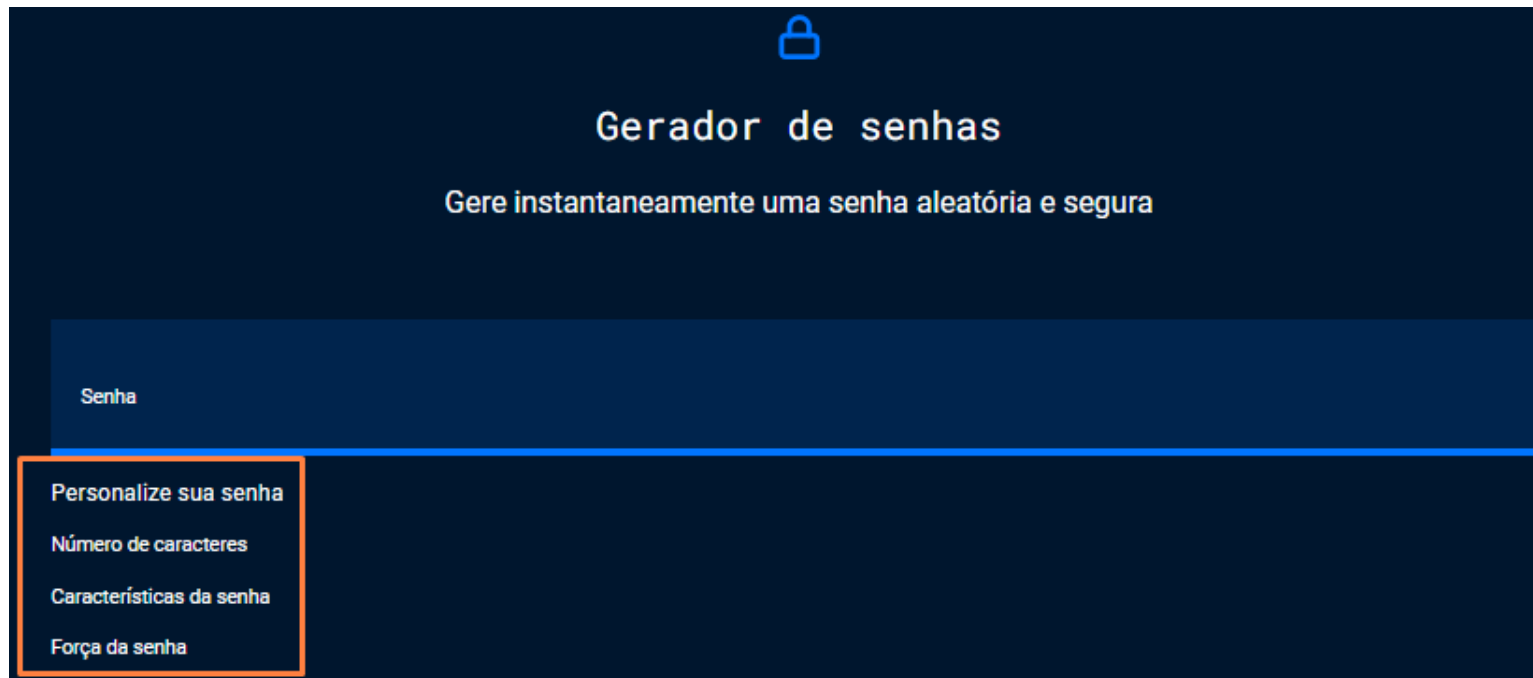 Gerador de senhas
Gere instantaneamente uma senha aleatória e segura
Senha
Personalize sua senha
Número de caracteres
Características da senha
Força da senha